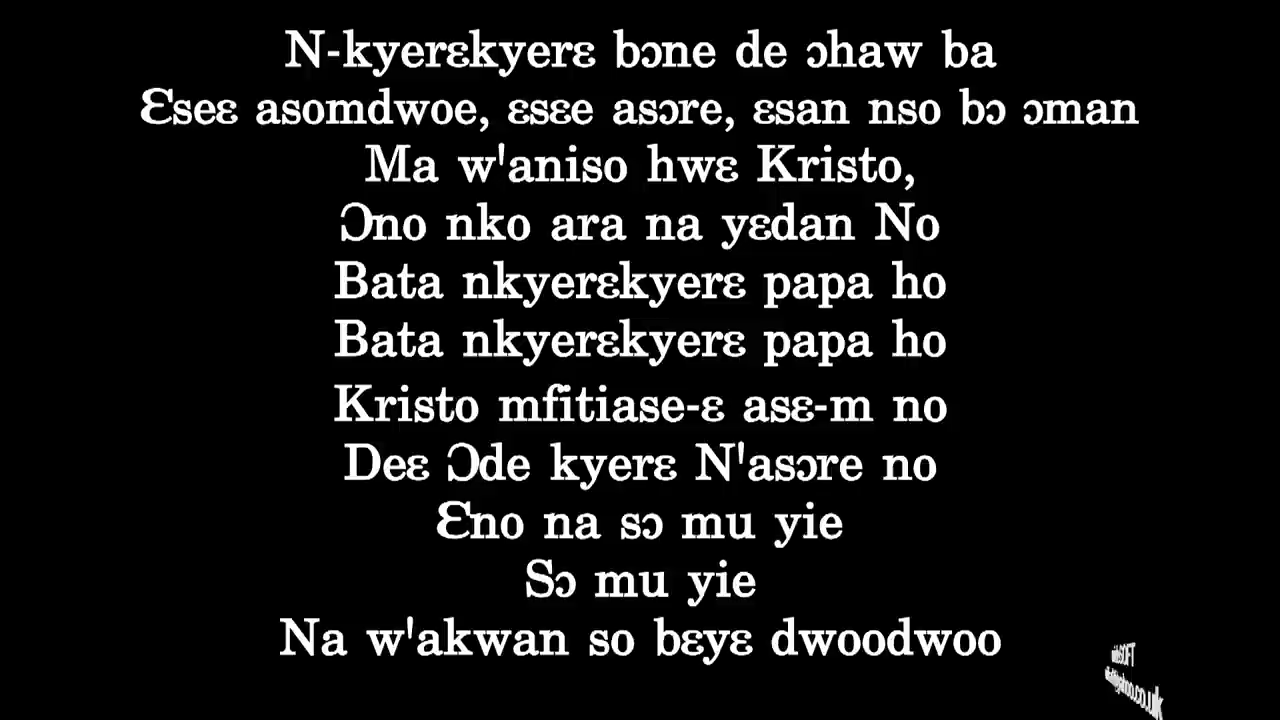 N-kyerɛkyerɛ bɔne de ɔhaw ba
Ɛseɛ asomdwoe, ɛsɛe asɔre, ɛsan nso bɔ ɔman
Ma w'aniso hwɛ Kristo,
Ɔno nko ara na yɛdan No
Bata nkyerɛkyerɛ papa ho
Bata nkyerɛkyerɛ papa ho
Kristo mfitiase-ɛ asɛ-m no
Deɛ Ɔde kyerɛ N'asɔre no
Ɛno na sɔ mu yie
Sɔ mu yie
Na w'akwan so bɛyɛ dwoodwoo